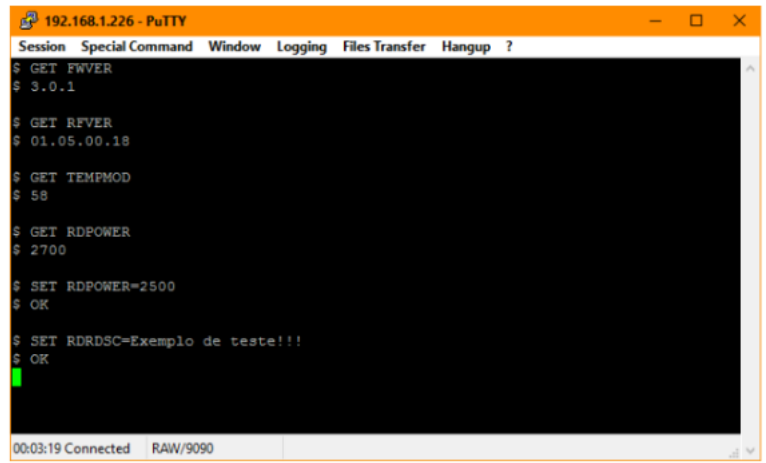 192.168.1.226 - PuTTY
Session Special Command Window Logging Files Transfer Hangup ?
$ GET FWVER
$ 3.0.1
$ GET RFVER
$ 01.05.00.18
$ GET TEMPMOD
$ 58
$ GET RDPOWER
$ 2700
$ SET RDPOWER=2500
$ OK
$ SET RDRDSC=Exemplo de teste!!!
$ OK
00:03:19 Connected RAW/9090